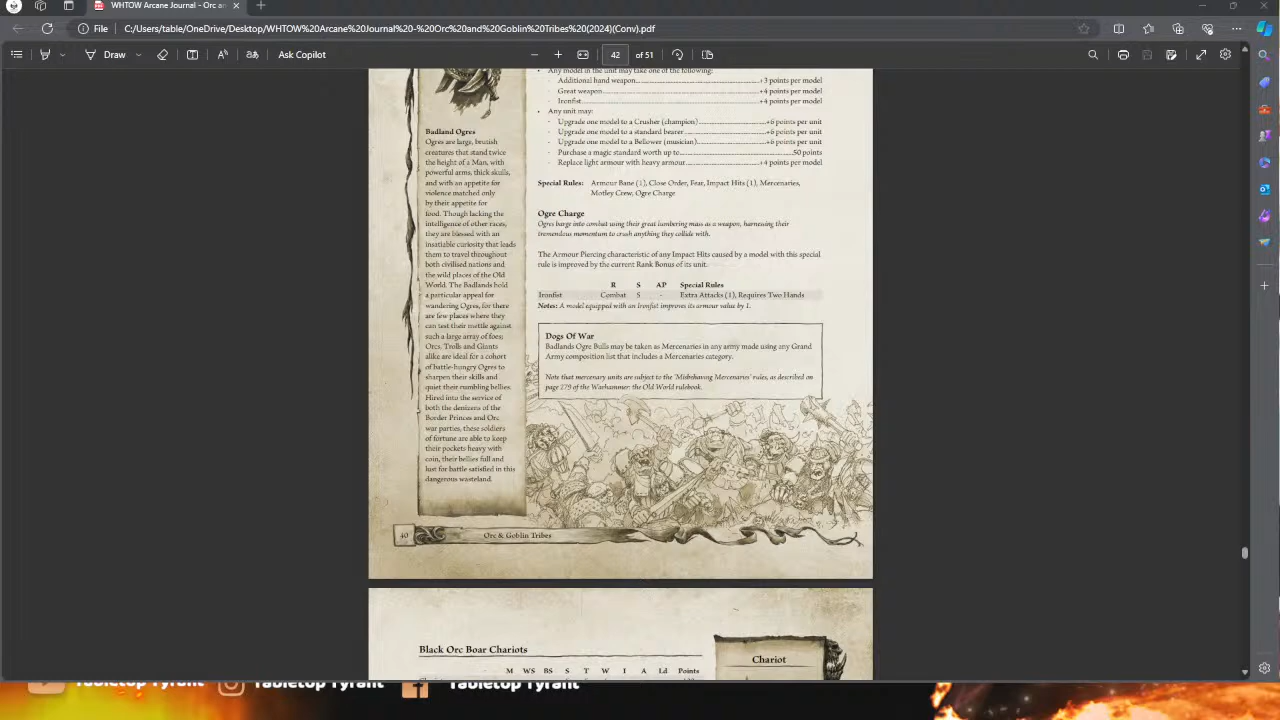 WHTOW Arcane Journal - Orc an
File
C:/Users/table/OneDrive/Desktop/WHTOW%20Arcane%20Journal%20-%20Orc%20and%20Goblin%20Tribes%20(2024)(Conv).pdf
Draw
Ask Copilot
42
of 51
Badland Ogres
Ogres are large, brutish
creatures that stand twice
the height of a Man, with
powerful arms, thick skulls,
and with an appetite for
violence matched only
by their appetite for
food. Though lacking the
intelligence of other races,
they are blessed with an
insatiable curiosity that leads
them to travel throughout
both civilised nations and
the wild places of the Old
World. The Badlands hold
a particular appeal for
wandering Ogres, for there
are few places where they
can test their mettle against
such a large array of foes;
Orcs, Trolls and Giants
alike are ideal for a cohort
of battle-hungry Ogres to
sharpen their skills and
quiet their rumbling bellies.
Hired into the service of
both the denizens of the
Border Princes and Orc
war parties, these soldiers
of fortune are able to keep
their pockets heavy with
coin, their bellies full and
lust for battle satisfied in this
dangerous wasteland.
• Any model in the unit may take one of the following:
- Additional hand weapon +3 points per model
- Great weapon +4 points per model
- Ironfist +4 points per model
• Any unit may:
- Upgrade one model to a Crusher (champion) +6 points per unit
- Upgrade one model to a standard bearer +6 points per unit
- Upgrade one model to a Bellower (musician) +6 points per unit
- Purchase a magic standard worth up to 50 points
- Replace light armour with heavy armour +4 points per model
Special Rules: Armour Bane (1), Close Order, Fear, Impact Hits (1), Mercenaries,
Motley Crew, Ogre Charge
Ogre Charge
Ogres barge into combat using their great lumbering mass as a weapon, harnessing their
tremendous momentum to crush anything they collide with.
The Armour Piercing characteristic of any Impact Hits caused by a model with this special
rule is improved by the current Rank Bonus of its unit.
R S AP Special Rules
Ironfist Combat S - Extra Attacks (1), Requires Two Hands
Notes: A model equipped with an Ironfist improves its armour value by 1.
Dogs Of War
Badlands Ogre Bulls may be taken as Mercenaries in any army made using any Grand
Army composition list that includes a Mercenaries category.
Note that mercenary units are subject to the 'Misbehaving Mercenaries' rules, as described on
page 279 of the Warhammer: the Old World rulebook.
40
Orc & Goblin Tribes
Black Orc Boar Chariots
M WS BS S T W I A Ld Points
Chariot
Tabletop Tyrant
Tabletop Tyrant
Tabletop Tyrant